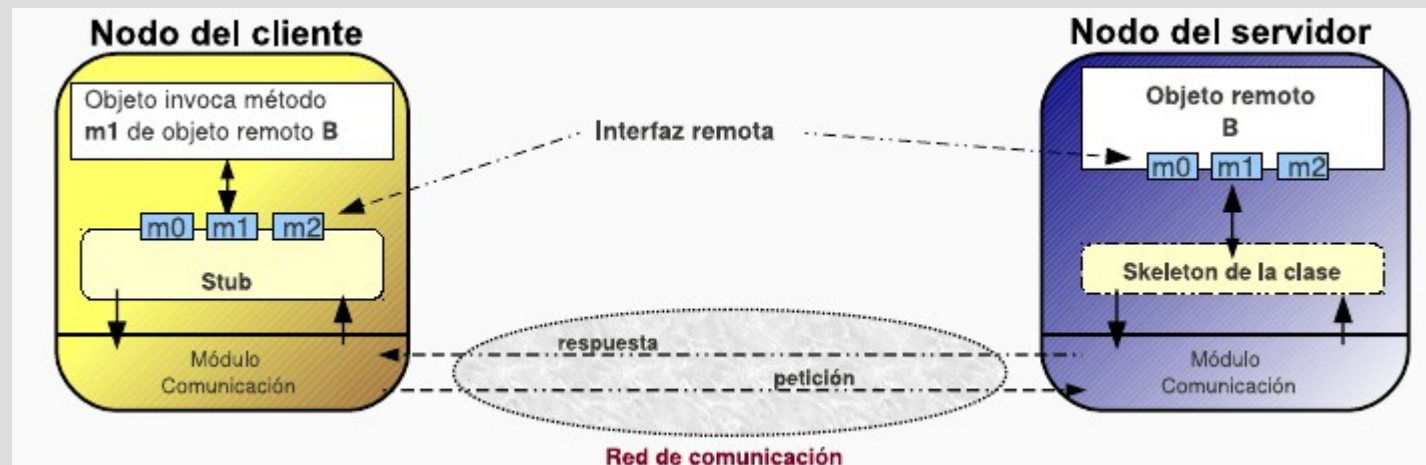 Nodo del cliente
Objeto invoca método
m1 de objeto remoto B
m0 m1 m2
Stub
Módulo
Comunicación
Interfaz remota
respuesta
petición
Red de comunicación
Nodo del servidor
Objeto remoto
B
m0 m1 m2
Skeleton de la clase
Módulo
Comunicación